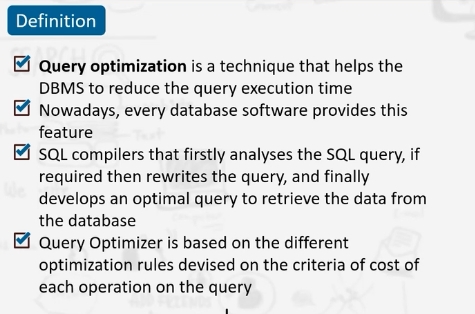 Definition
Query optimization is a technique that helps the
DBMS to reduce the query execution time
Nowadays, every database software provides this
feature
SQL compilers that firstly analyses the SQL query, if
required then rewrites the query, and finally
develops an optimal query to retrieve the data from
the database
Query Optimizer is based on the different
optimization rules devised on the criteria of cost of
each operation on the query